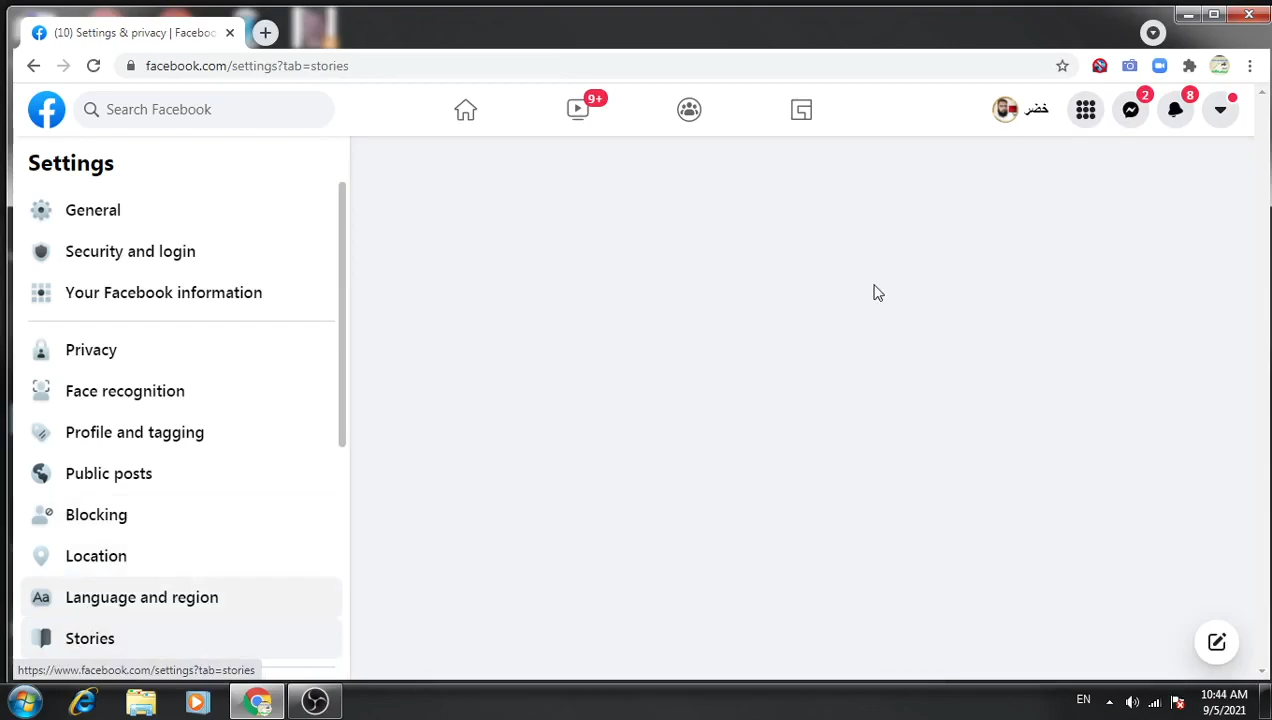 (10) Settings & privacy | Faceboo
facebook.com/settings?tab=stories
Search Facebook
9+
خضر
2
8
Settings
General
Security and login
Your Facebook information
Privacy
Face recognition
Profile and tagging
Public posts
Blocking
Location
Aa Language and region
Stories
https://www.facebook.com/settings?tab=stories
EN
10:44 AM
9/5/2021